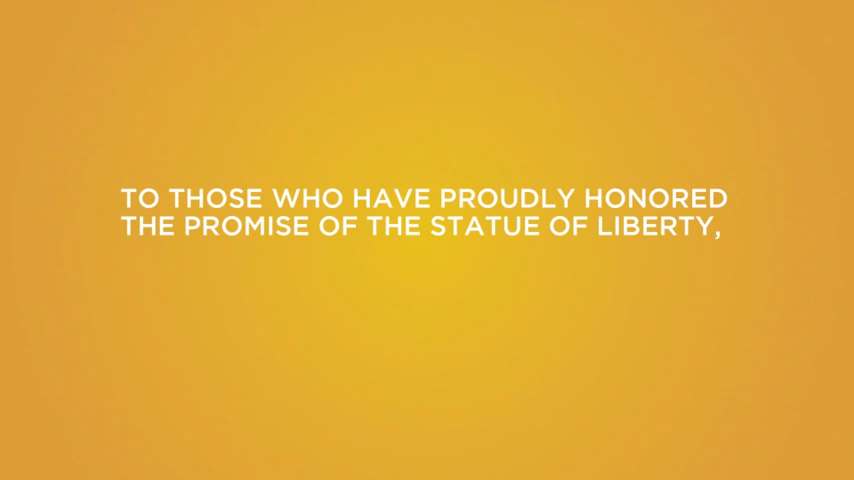 TO THOSE WHO HAVE PROUDLY HONORED
THE PROMISE OF THE STATUE OF LIBERTY,